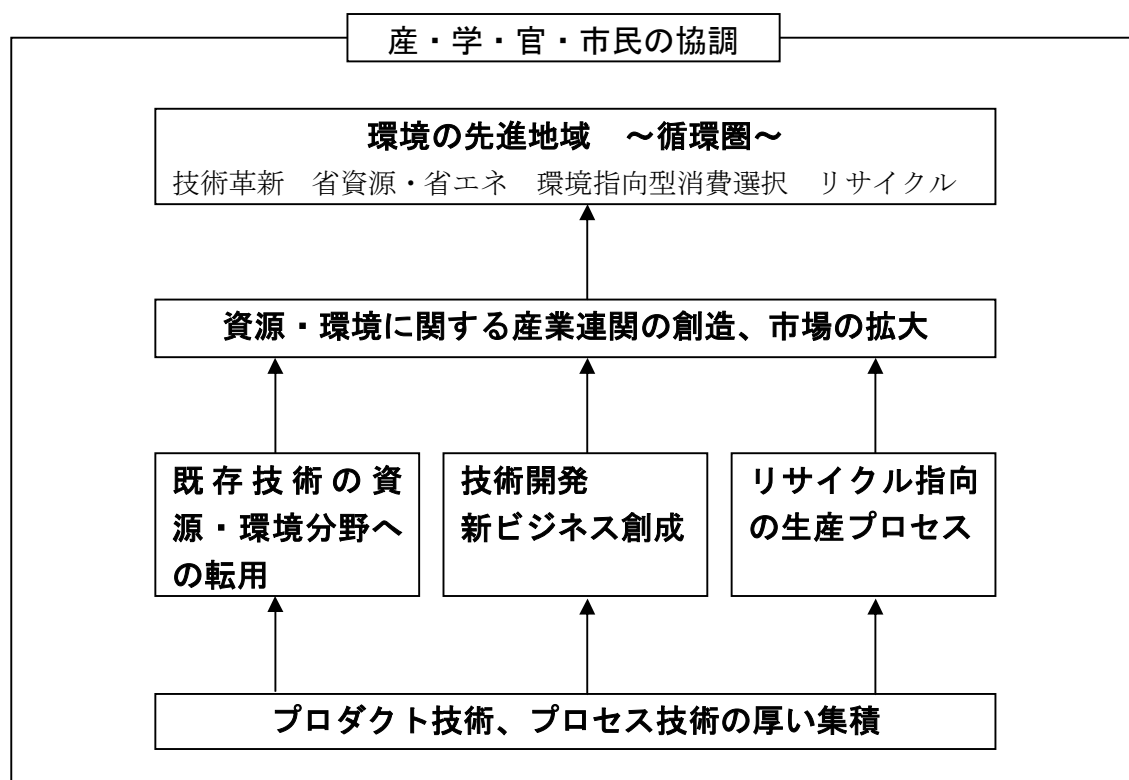 産・学・官・市民の協調
環境の先進地域　～循環圏～
技術革新　省資源・省エネ　環境指向型消費選択　リサイクル
資源・環境に関する産業連関の創造、市場の拡大
既存技術の資
源・環境分野へ
の転用
技術開発
新ビジネス創成
リサイクル指向
の生産プロセス
プロダクト技術、プロセス技術の厚い集積